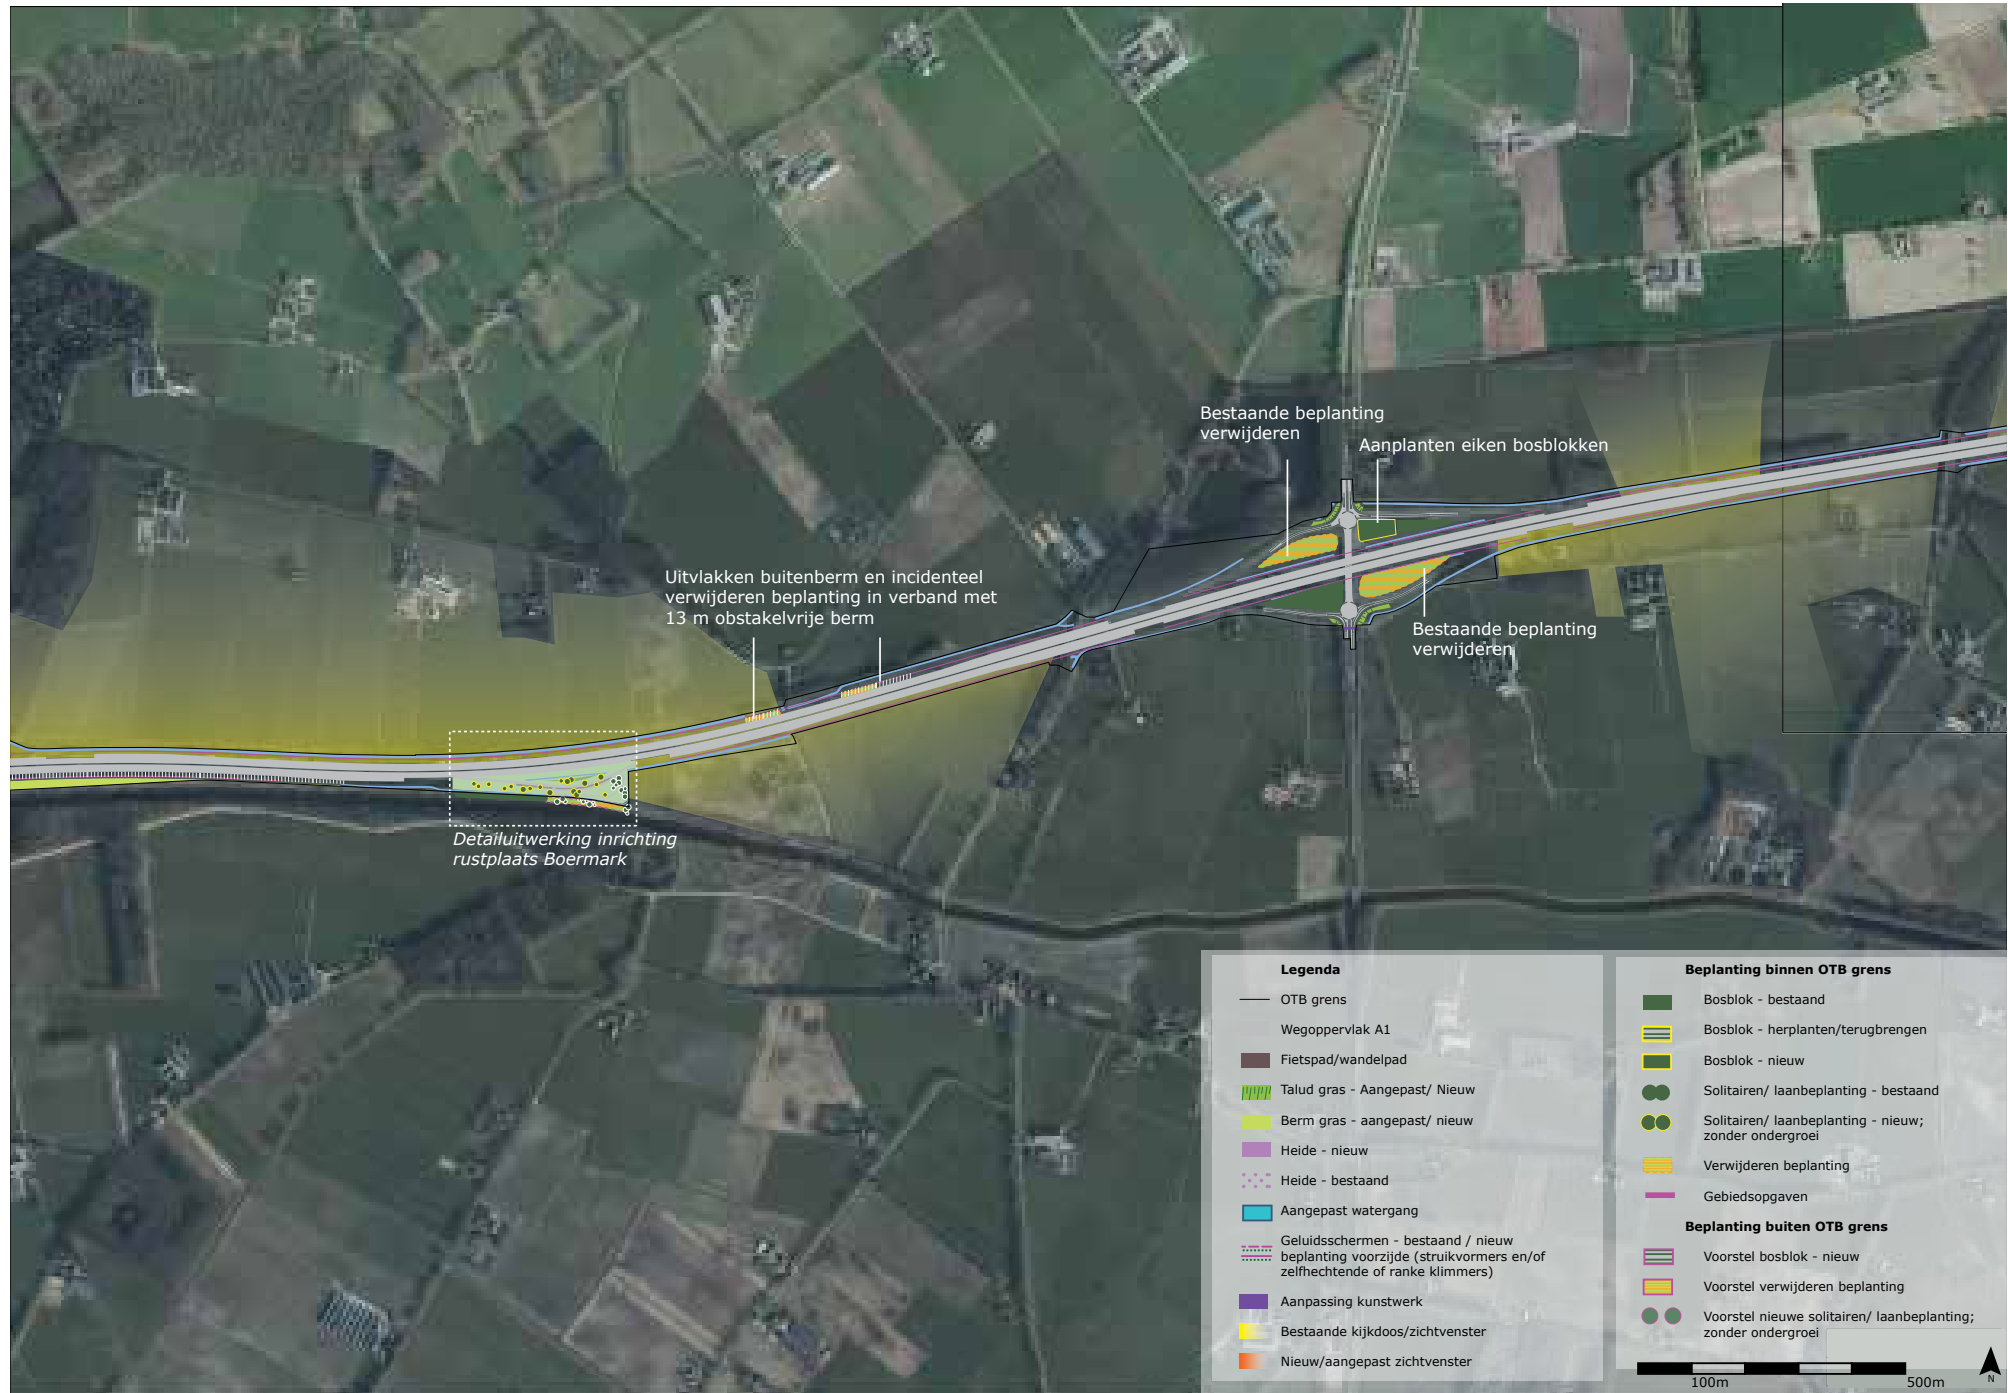 Bestaande beplanting
verwijderen
Aanplanten eiken bosblokken
Uitvlakken buitenberm en incidenteel
verwijderen beplanting in verband met
13 m obstakelvrije berm
Bestaande beplanting
verwijderen
Detailuitwerking inrichting
rustplaats Boermark
Legenda
OTB grens
Wegoppervlak A1
Fietspad/wandelpad
Talud gras - Aangepast/ Nieuw
Berm gras - aangepast/ nieuw
Heide - nieuw
Heide - bestaand
Aangepast watergang
Geluidsschermen - bestaand / nieuw
beplanting voorzijde (struikvormers en/of
zelfhechtende of ranke klimmers)
Aanpassing kunstwerk
Bestaande kijkdoos/zichtvenster
Nieuw/aangepast zichtvenster
Beplanting binnen OTB grens
Bosblok - bestaand
Bosblok - herplanten/terugbrengen
Bosblok - nieuw
Solitairen/ laanbeplanting - bestaand
Solitairen/ laanbeplanting - nieuw;
zonder ondergroei
Verwijderen beplanting
Gebiedsopgaven
Beplanting buiten OTB grens
Voorstel bosblok - nieuw
Voorstel verwijderen beplanting
Voorstel nieuwe solitairen/ laanbeplanting;
zonder ondergroei
100m
500m
N